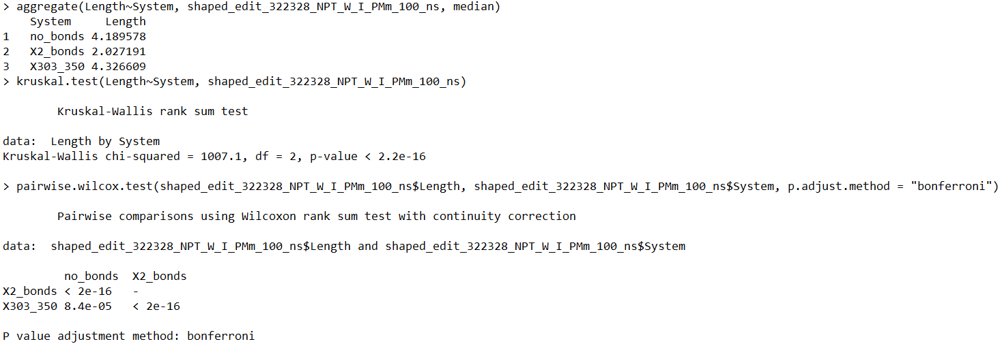 > aggregate(Length~System, shaped_edit_322328_NPT_W_I_PMm_100_ns, median)
    System   Length
1  no_bonds 4.189578
2  X2_bonds 2.027191
3  X303_350 4.326609
> kruskal.test(Length~System, shaped_edit_322328_NPT_W_I_PMm_100_ns)
        Kruskal-Wallis rank sum test
data:  Length by System
Kruskal-Wallis chi-squared = 1007.1, df = 2, p-value < 2.2e-16
> pairwise.wilcox.test(shaped_edit_322328_NPT_W_I_PMm_100_ns$Length, shaped_edit_322328_NPT_W_I_PMm_100_ns$System, p.adjust.method = "bonferroni")
        Pairwise comparisons using Wilcoxon rank sum test with continuity correction
data:  shaped_edit_322328_NPT_W_I_PMm_100_ns$Length and shaped_edit_322328_NPT_W_I_PMm_100_ns$System
         no_bonds  X2_bonds
X2_bonds < 2e-16   -
X303_350 8.4e-05   < 2e-16
P value adjustment method: bonferroni